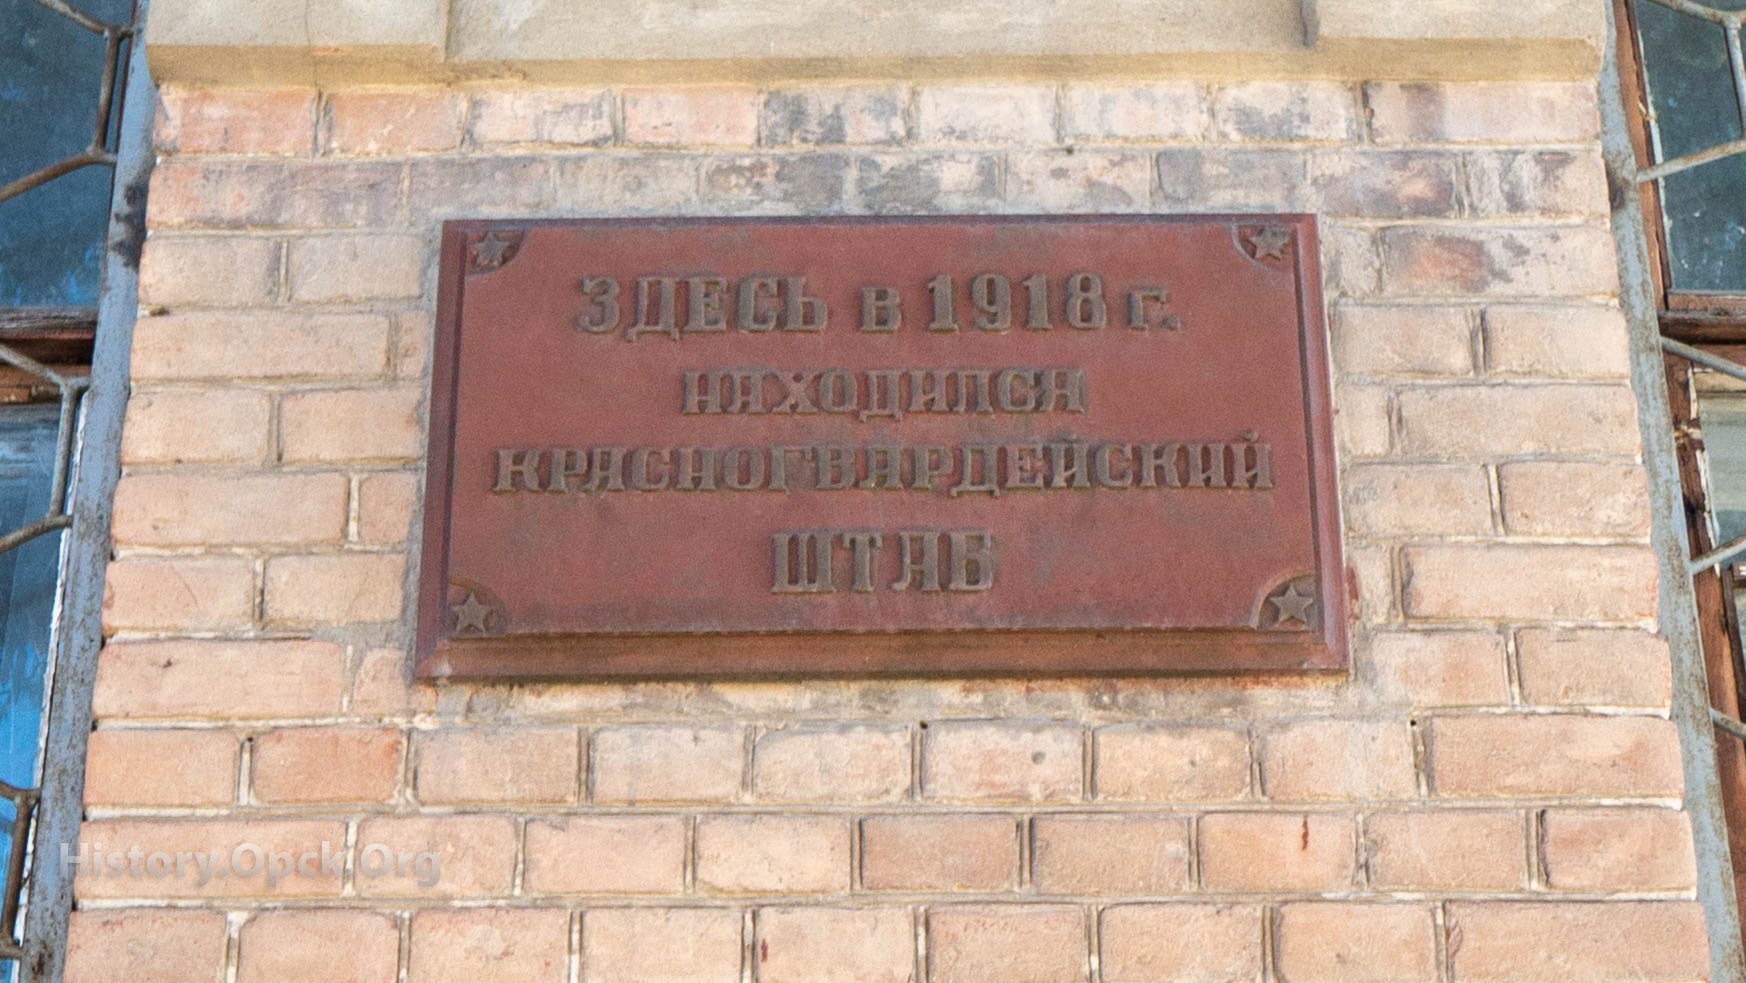 ЗДЕСЬ в 1918 г.
НАХОДИЛСЯ
КРАСНОГВАРДЕЙСКИЙ
ШТАБ
History.Opck.Org